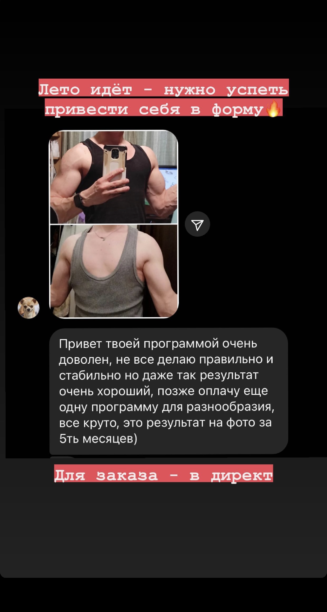 Лето идёт - нужно успеть
привести себя в форму🔥
Привет твоей программой очень
доволен, не все делаю правильно и
стабильно но даже так результат
очень хороший, позже оплачу еще
одну программу для разнообразия,
все круто, это результат на фото за
5ть месяцев)
Для заказа - в директ